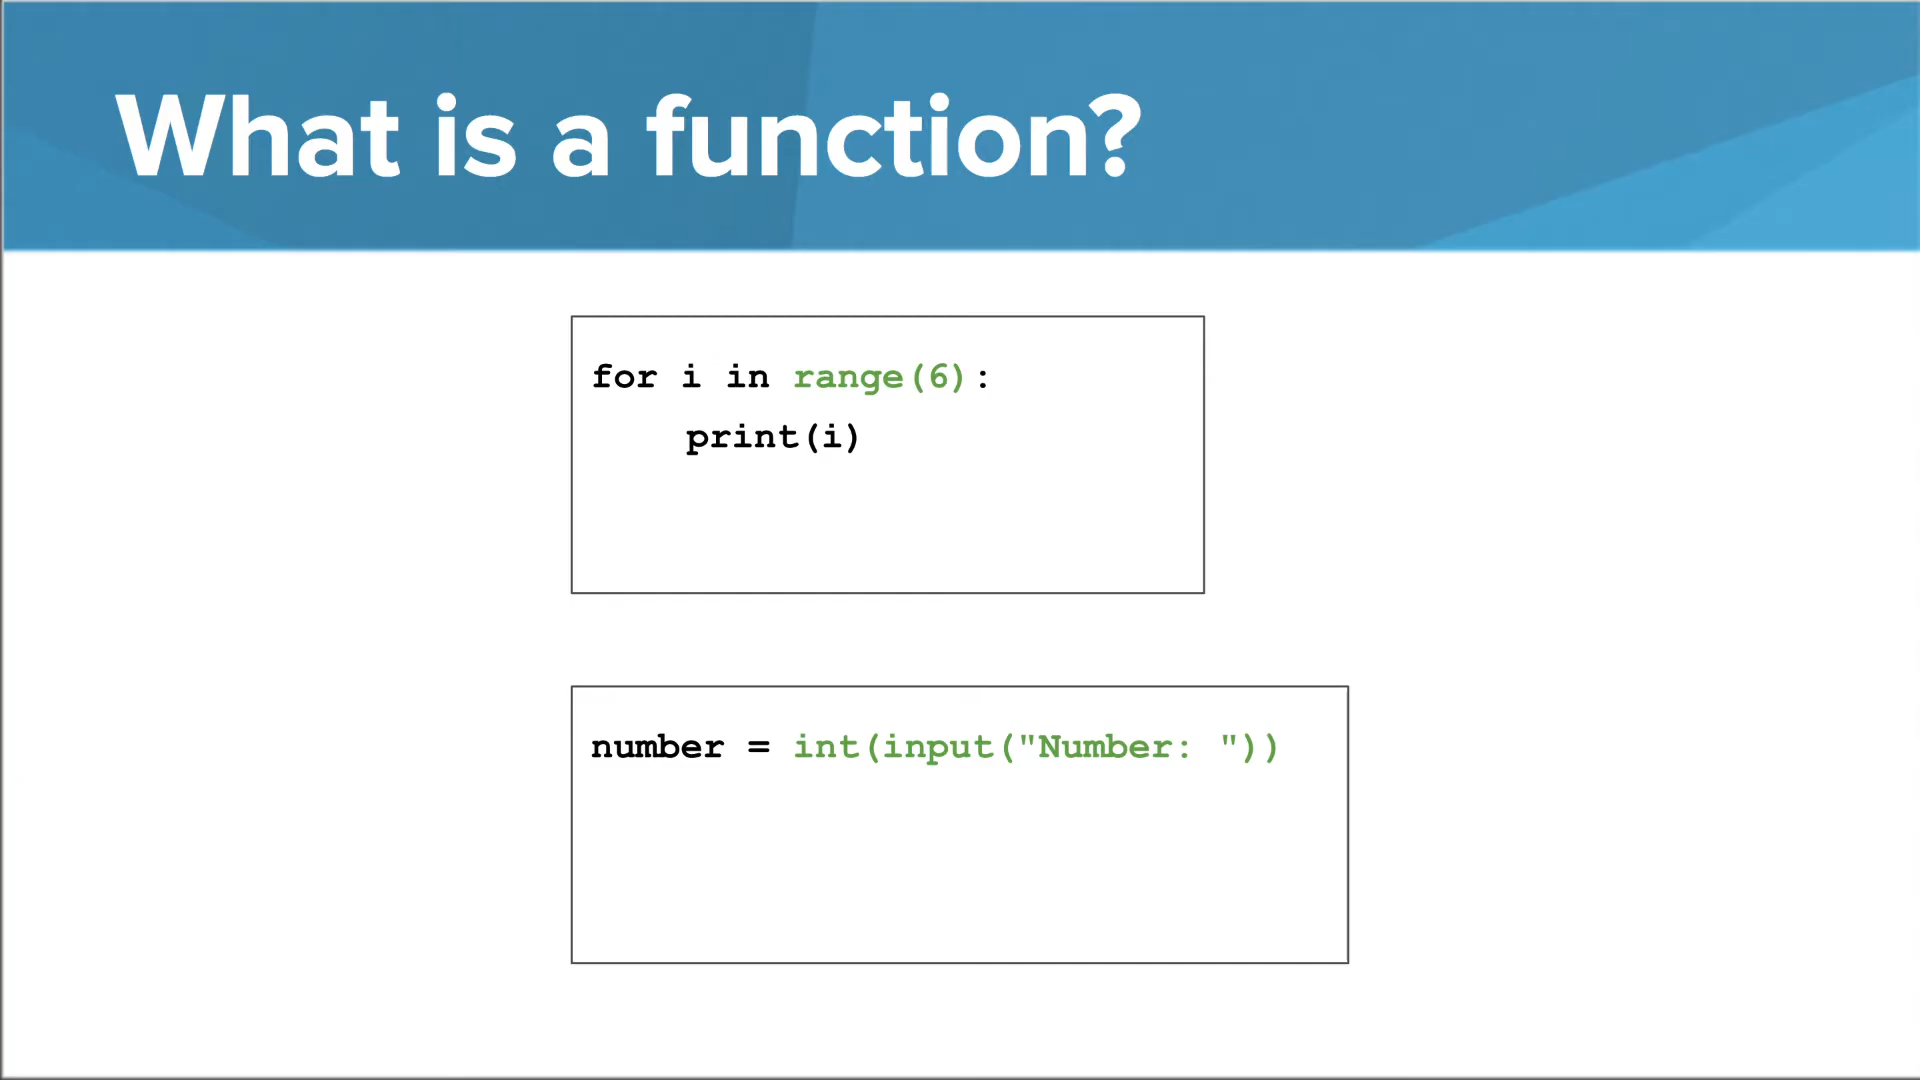 What is a function?
for i in range(6):
    print(i)
number = int(input("Number: "))